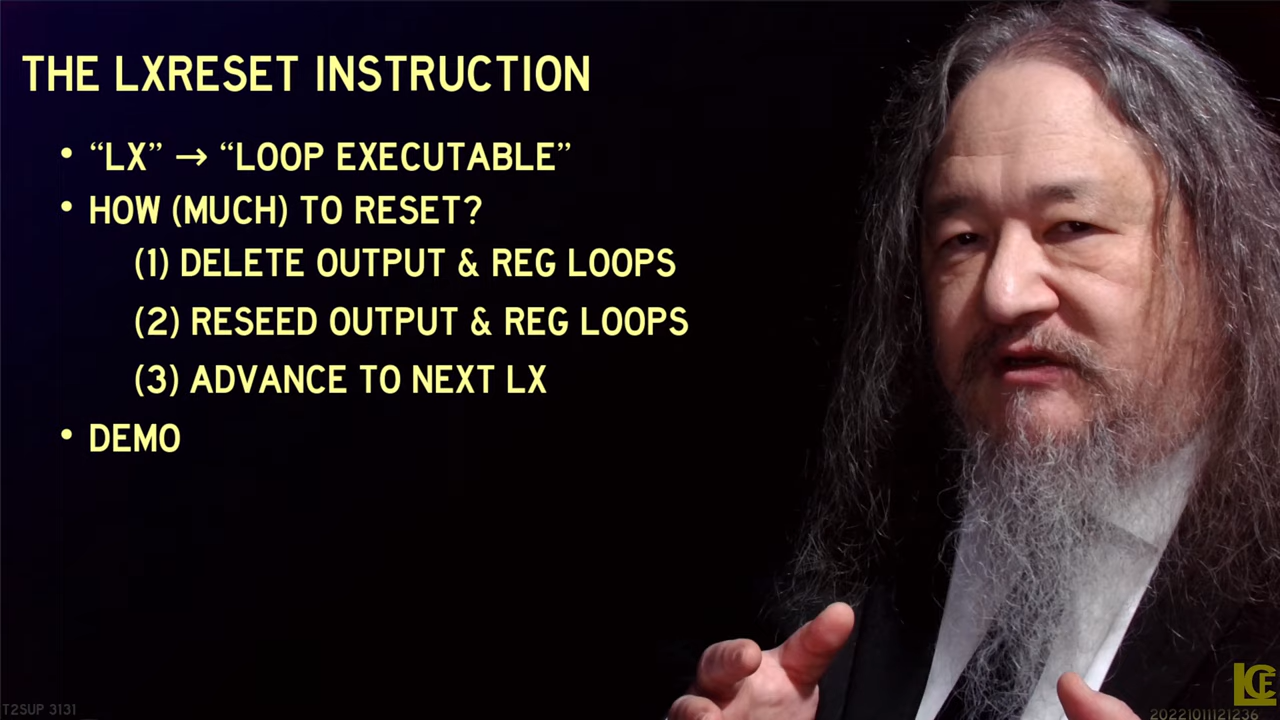 THE LXRESET INSTRUCTION
• “LX” → “LOOP EXECUTABLE”
• HOW (MUCH) TO RESET?
(1) DELETE OUTPUT & REG LOOPS
(2) RESEED OUTPUT & REG LOOPS
(3) ADVANCE TO NEXT LX
• DEMO
T2SUP 3131
20221011121236